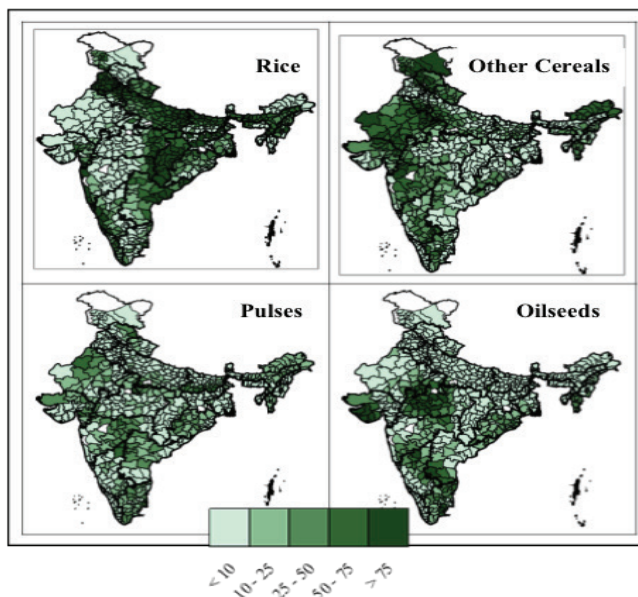 Rice
Other Cereals
Pulses
Oilseeds
< 10
10 - 25
25 - 50
50 - 75
> 75